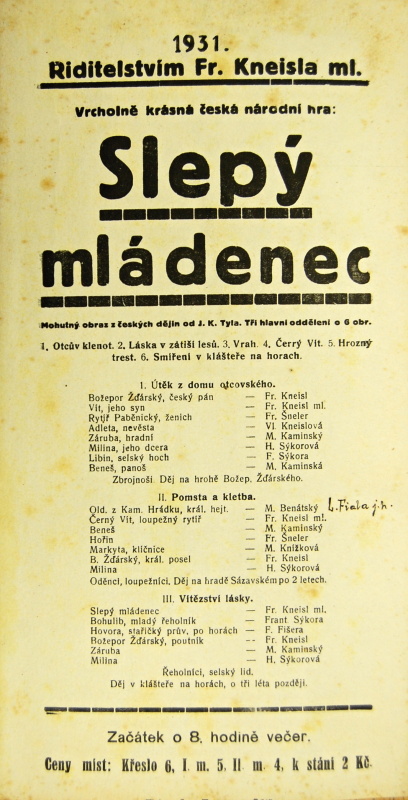 1931.
Riditelstvím Fr. Kneisla ml.
Vrcholně krásná česká národní hra:
Slepý
mládenec
Mohutný obraz z českých dějin od J. K. Tyla. Tři hlavní oddělení o 6 obr.
1. Otcův klenot. 2. Láska v zátiší lesů. 3. Vrah. 4. Černý Vít. 5. Hrozný
trest. 6. Smíření v klášteře na horach.
I. Útěk z domu otcovského.
Božepor Žďárský, český pán — Fr. Kneisl
Vít, jeho syn — Fr. Kneisl ml.
Rytíř Paběnický, ženich — Fr. Šneler
Adleta, nevěsta — Vl. Kneislová
Záruba, hradní — M. Kaminský
Milina, jeho dcera — H. Sýkorová
Libín, selský hoch — F. Sýkora
Beneš, panoš — M. Kaminská
Zbrojnoši. Děj na hrohě Božep. Žďárského.
II. Pomsta a kletba.
Old. z Kam. Hrádku, král. hejt. — M. Benátský L. Fiala j. h.
Černý Vít, loupežný rytíř — Fr. Kneisl ml.
Beneš — M. Kaminský
Hořin — Fr. Šneler
Markyta, klíčnice — M. Knížková
B. Žďárský, král. posel — Fr. Kneisl
Milina — H. Sýkorová
Oděnci, loupežníci. Děj na hradě Sázavském po 2 letech.
III. Vítězství lásky.
Slepý mládenec — Fr. Kneisl ml.
Bohulib, mladý řeholník — Frant. Sýkora
Hovora, stařičký prův. po horách — F. Fišera
Božepor Žďárský, poutník -- Fr. Kneisl
Záruba — M. Kaminský
Milina — H. Sýkorová
Řeholníci, selský lid.
Děj v klášteře na horách, o tři léta později.
Začátek o 8. hodině večer.
Ceny míst: Křeslo 6, I. m. 5, II m. 4, k stání 2 Kč.